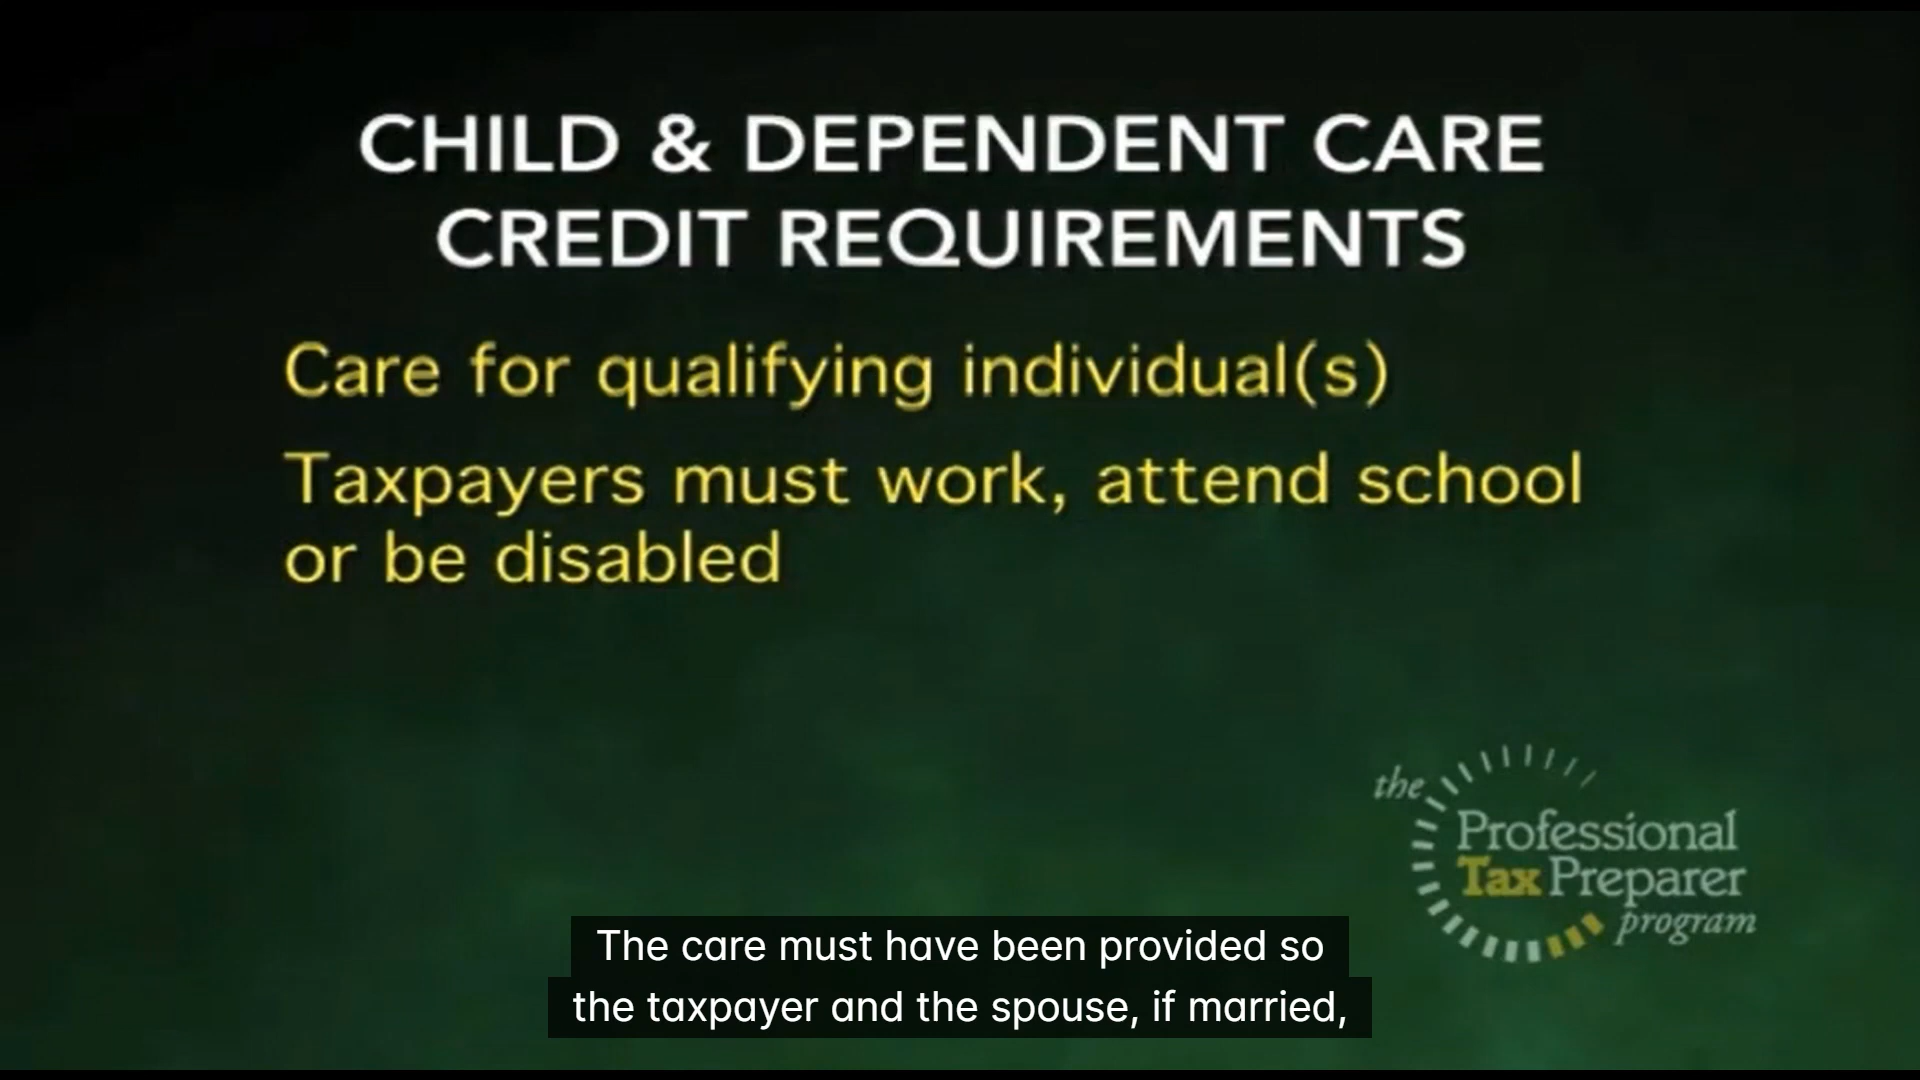 CHILD & DEPENDENT CARE
CREDIT REQUIREMENTS
Care for qualifying individual(s)
Taxpayers must work, attend school
or be disabled
the
Professional
Tax Preparer
program
The care must have been provided so
the taxpayer and the spouse, if married,